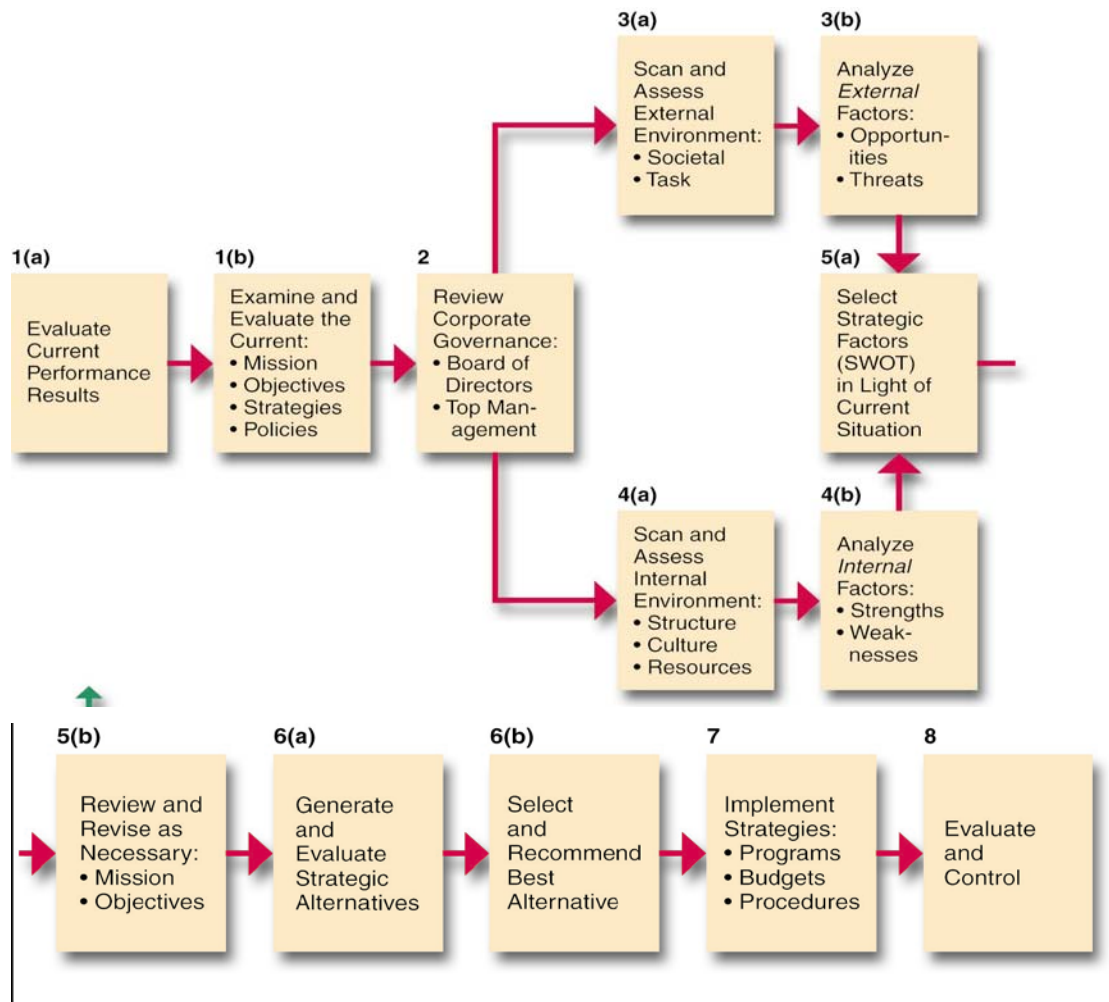 1(a)
Evaluate
Current
Performance
Results
1(b)
Examine and
Evaluate the
Current:
• Mission
• Objectives
• Strategies
• Policies
2
Review
Corporate
Governance:
• Board of
Directors
• Top Man-
agement
3(a)
Scan and
Assess
External
Environment:
• Societal
• Task
3(b)
Analyze
External
Factors:
• Opportun-
ities
• Threats
4(a)
Scan and
Assess
Internal
Environment:
• Structure
• Culture
• Resources
4(b)
Analyze
Internal
Factors:
• Strengths
• Weak-
nesses
5(a)
Select
Strategic
Factors
(SWOT)
in Light of
Current
Situation
5(b)
Review and
Revise as
Necessary:
• Mission
• Objectives
6(a)
Generate
and
Evaluate
Strategic
Alternatives
6(b)
Select
and
Recommend
Best
Alternative
7
Implement
Strategies:
• Programs
• Budgets
• Procedures
8
Evaluate
and
Control